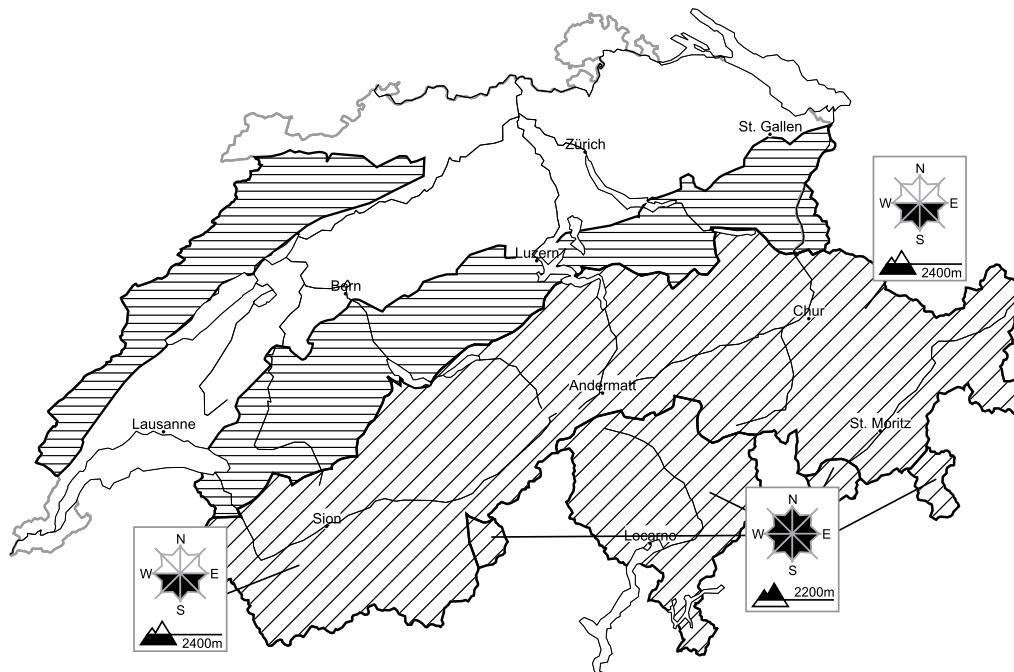 St. Gallen
Zürich
N
W E
S
2400m
Luzern
Bern
Chur
Andermatt
Lausanne
St. Moritz
N
W E
S
2200m
Sion
Locarno
N
W E
S
2400m